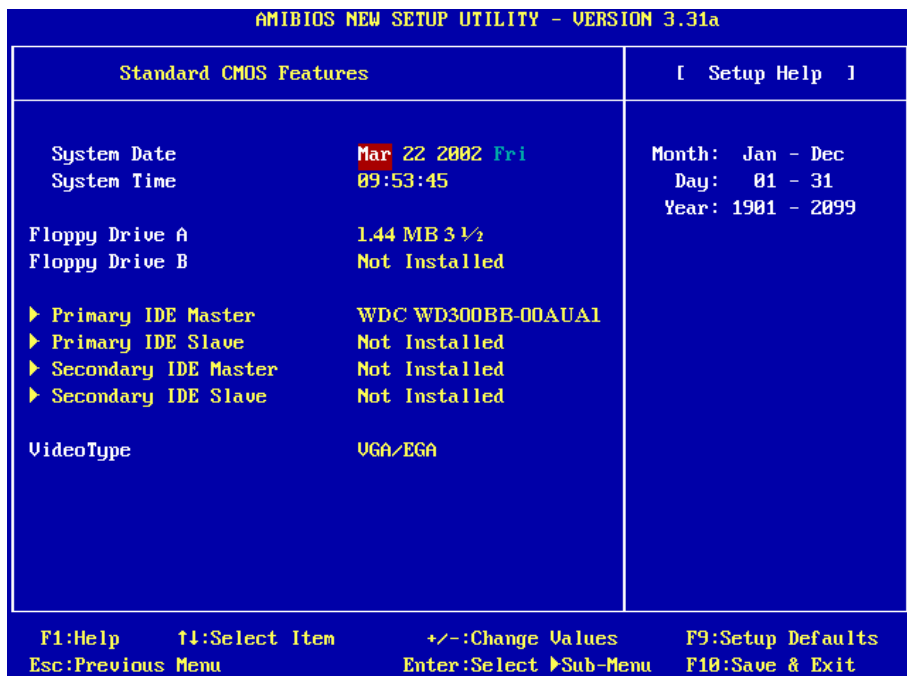 AMIBIOS NEW SETUP UTILITY - VERSION 3.31a
Standard CMOS Features
[ Setup Help ]
System Date Mar 22 2002 Fri
System Time 09:53:45
Month: Jan - Dec
Day: 01 - 31
Year: 1901 - 2099
Floppy Drive A 1.44 MB 3 1⁄2
Floppy Drive B Not Installed
Primary IDE Master WDC WD300BB-00AUA1
Primary IDE Slave Not Installed
Secondary IDE Master Not Installed
Secondary IDE Slave Not Installed
VideoType VGA/EGA
F1:Help ↑↓:Select Item +/-:Change Values F9:Setup Defaults
Esc:Previous Menu Enter:Select ▶Sub-Menu F10:Save & Exit